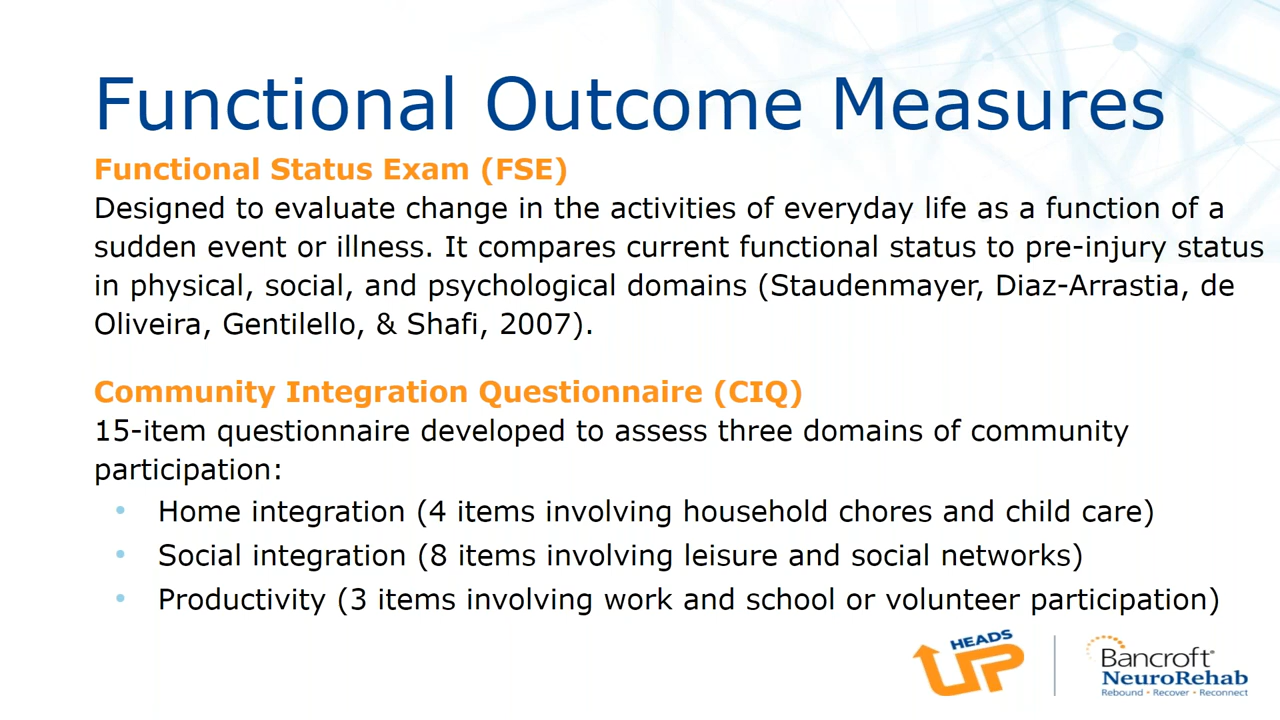 Functional Outcome Measures
Functional Status Exam (FSE)
Designed to evaluate change in the activities of everyday life as a function of a
sudden event or illness. It compares current functional status to pre-injury status
in physical, social, and psychological domains (Staudenmayer, Diaz-Arrastia, de
Oliveira, Gentilello, & Shafi, 2007).
Community Integration Questionnaire (CIQ)
15-item questionnaire developed to assess three domains of community
participation:
• Home integration (4 items involving household chores and child care)
• Social integration (8 items involving leisure and social networks)
• Productivity (3 items involving work and school or volunteer participation)
HEADS
UP
Bancroft®
NeuroRehab
Rebound • Recover • Reconnect